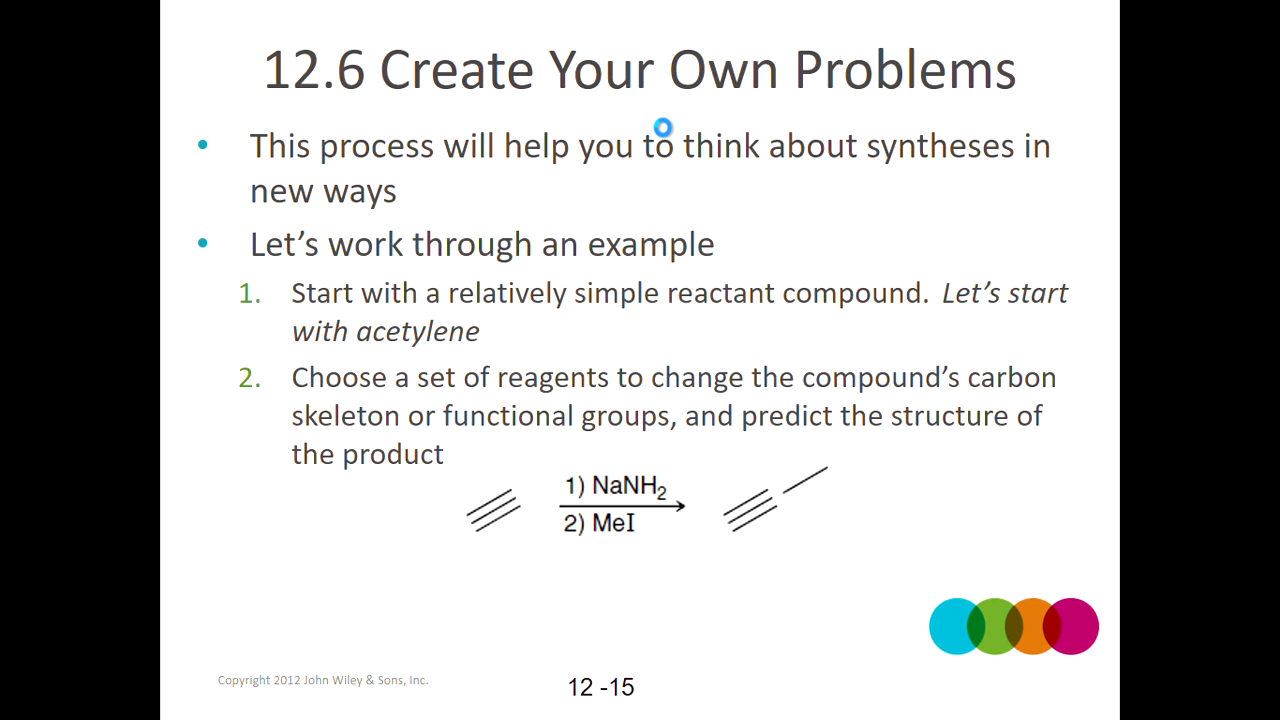 12.6 Create Your Own Problems
• This process will help you to think about syntheses in
new ways
• Let’s work through an example
1. Start with a relatively simple reactant compound. Let’s start
with acetylene
2. Choose a set of reagents to change the compound’s carbon
skeleton or functional groups, and predict the structure of
the product
1) NaNH₂
2) MeI
Copyright 2012 John Wiley & Sons, Inc.
12 -15